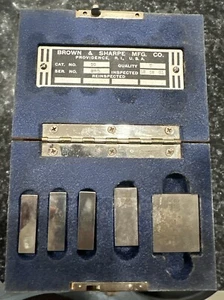 BROWN & SHARPE MFG. CO.
PROVIDENCE, R. I., U. S. A.
CAT. NO. QUALITY
SER. NO. INSPECTED
REINSPECTED